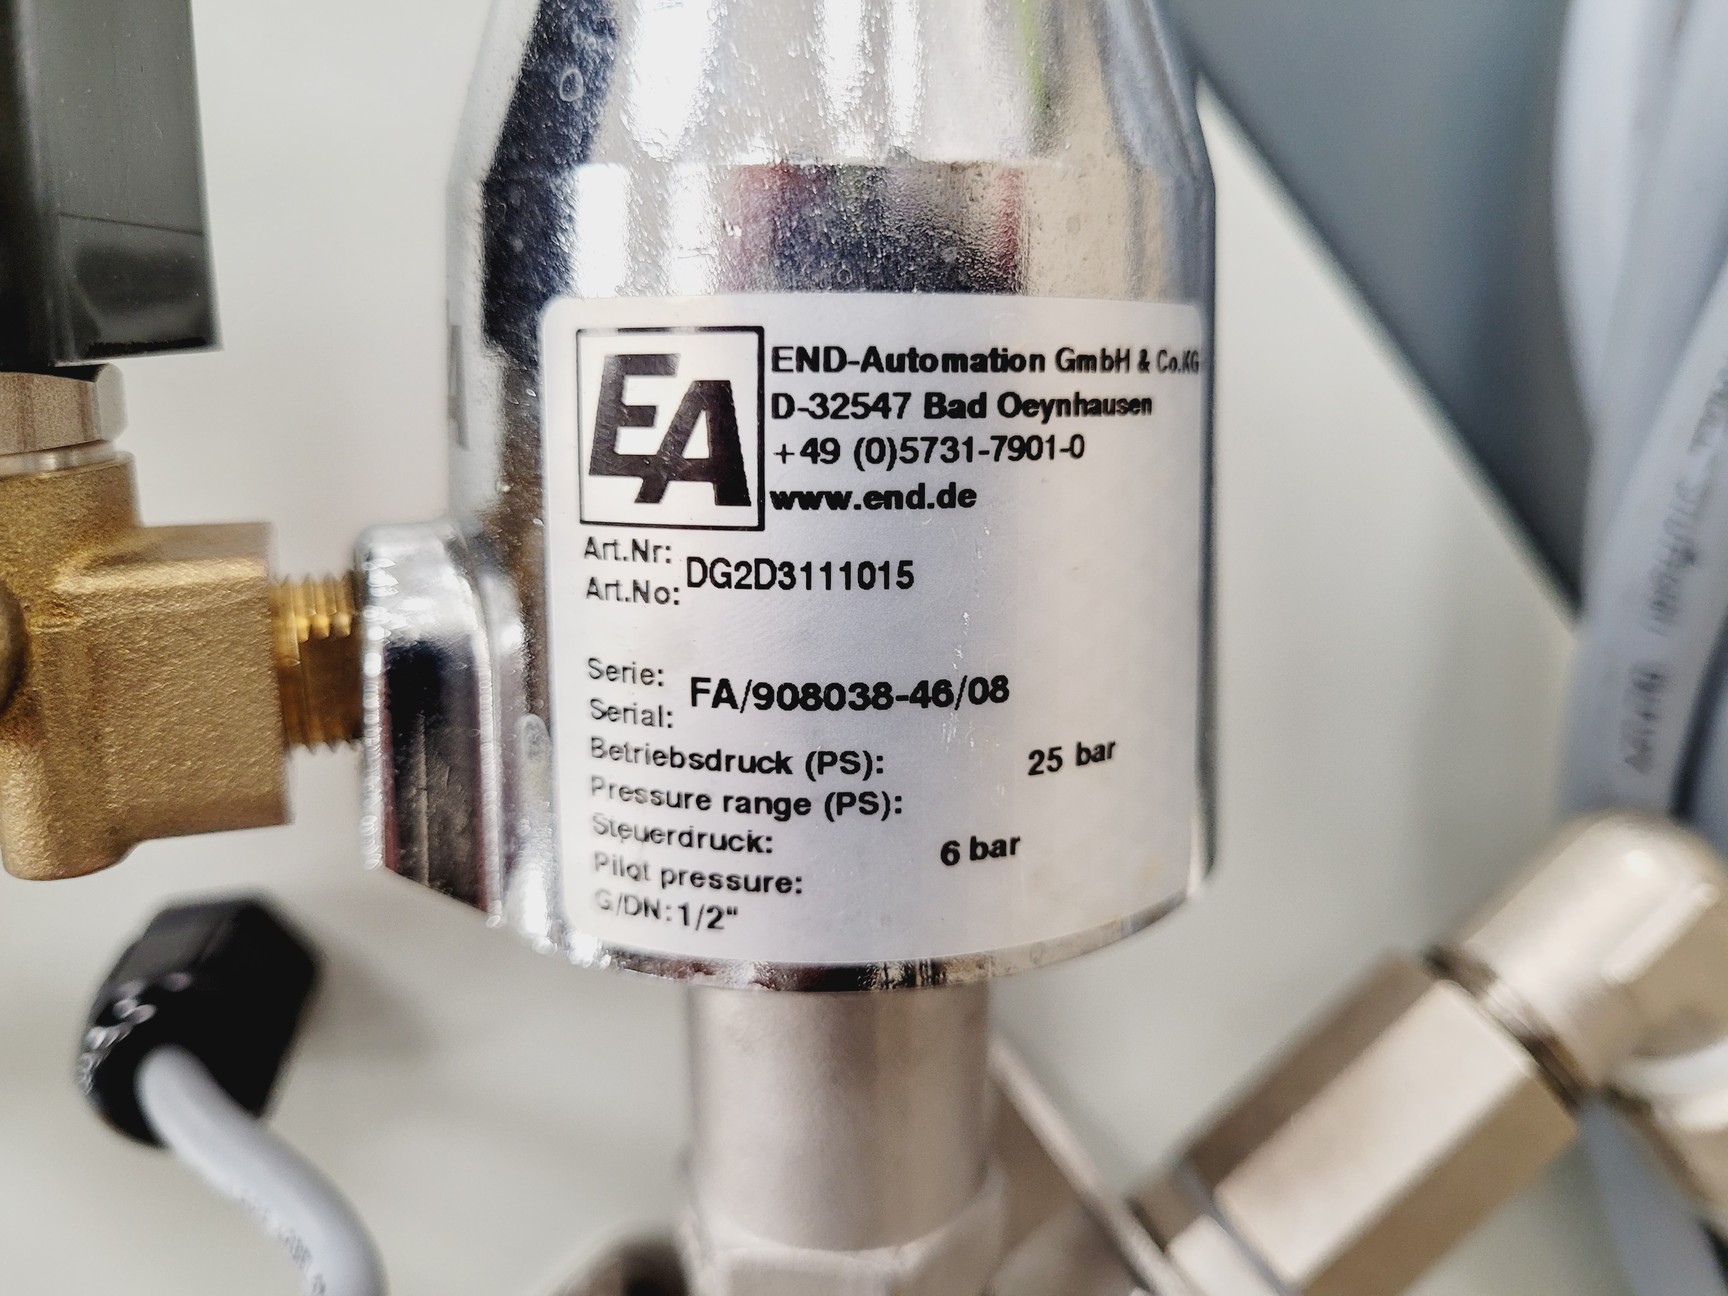 EA
END-Automation GmbH & Co.KG
D-32547 Bad Oeynhausen
+49 (0)5731-7901-0
www.end.de
Art.Nr:
Art.No: DG2D3111015
Serie:
Serial: FA/908038-46/08
Betriebsdruck (PS): 25 bar
Pressure range (PS):
Steuerdruck: 6 bar
Pilot pressure:
G/DN: 1/2"